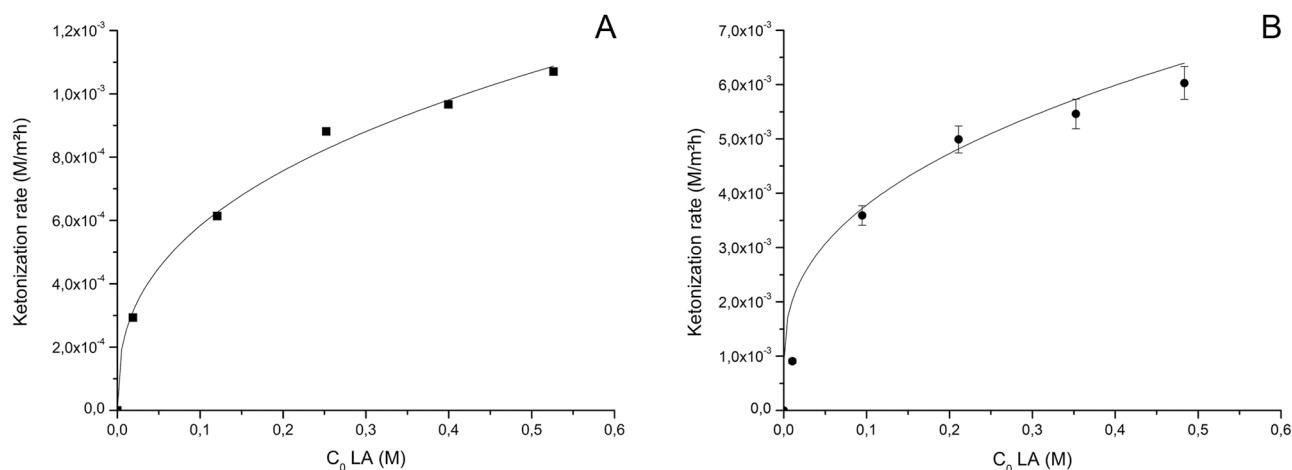 A
1,2x10⁻³
1,0x10⁻³
8,0x10⁻⁴
6,0x10⁻⁴
4,0x10⁻⁴
2,0x10⁻⁴
0,0
Ketonization rate (M/m²h)
0,0 0,1 0,2 0,3 0,4 0,5 0,6
C₀ LA (M)
B
7,0x10⁻³
6,0x10⁻³
5,0x10⁻³
4,0x10⁻³
3,0x10⁻³
2,0x10⁻³
1,0x10⁻³
0,0
Ketonization rate (M/m²h)
0,0 0,1 0,2 0,3 0,4 0,5 0,6
C₀ LA (M)